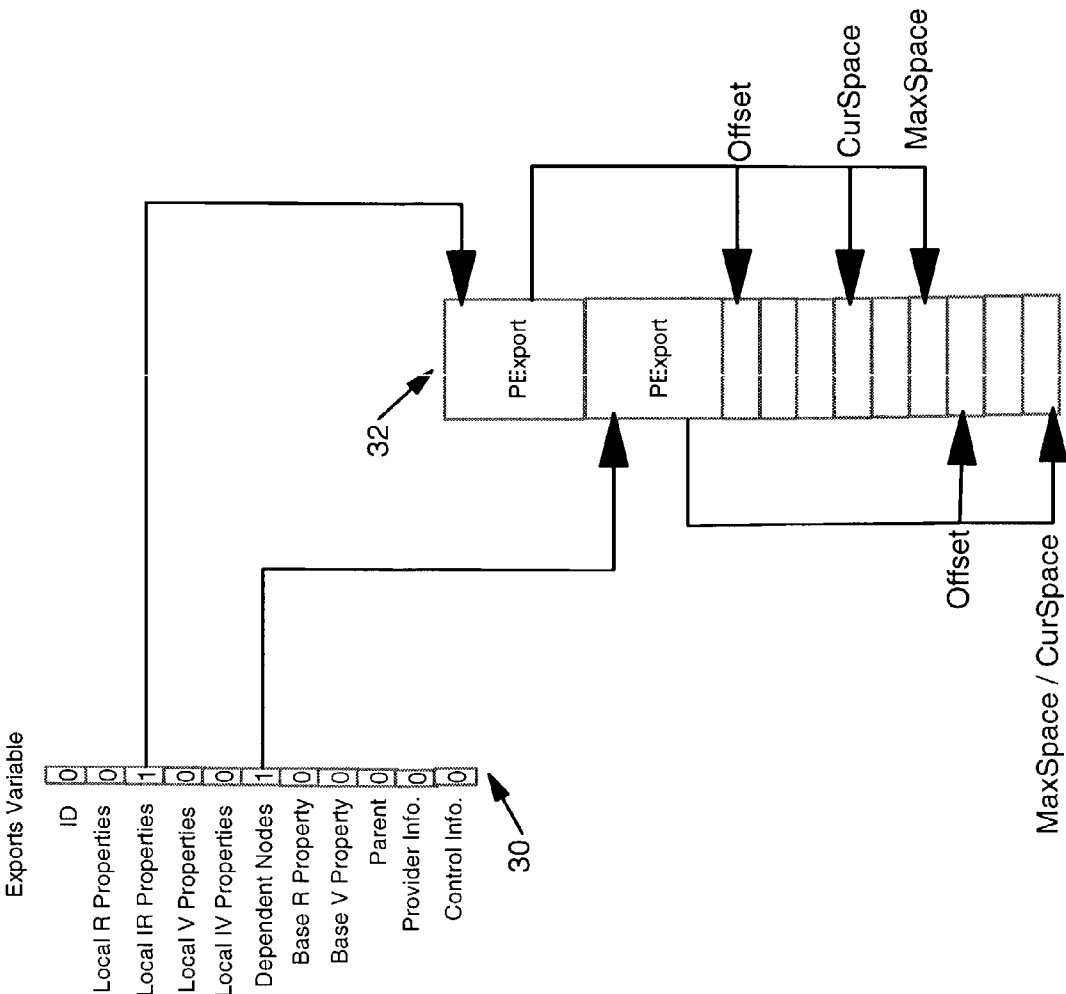 Exports Variable
ID 0
Local R Properties 0
Local IR Properties 1
Local V Properties 0
Local IV Properties 0
Dependent Nodes 1
Base R Property 0
Base V Property 0
Parent 0
Provider Info. 0
Control Info. 0
30
32
PExport
PExport
Offset
CurSpace
MaxSpace
Offset
MaxSpace / CurSpace